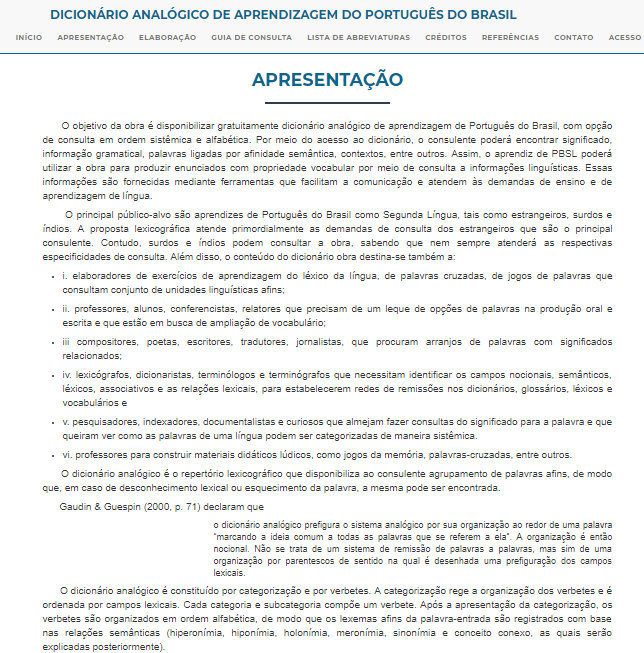 DICIONÁRIO ANALÓGICO DE APRENDIZAGEM DO PORTUGUÊS DO BRASIL
INÍCIO APRESENTAÇÃO ELABORAÇÃO GUIA DE CONSULTA LISTA DE ABREVIATURAS CRÉDITOS REFERÊNCIAS CONTATO ACESSO
APRESENTAÇÃO
O objetivo da obra é disponibilizar gratuitamente dicionário analógico de aprendizagem de Português do Brasil, com opção
de consulta em ordem sistêmica e alfabética. Por meio do acesso ao dicionário, o consulente poderá encontrar significado,
informação gramatical, palavras ligadas por afinidade semântica, contextos, entre outros. Assim, o aprendiz de PBSL poderá
utilizar a obra para produzir enunciados com propriedade vocabular por meio de consulta a informações linguísticas. Essas
informações são fornecidas mediante ferramentas que facilitam a comunicação e atendem às demandas de ensino e de
aprendizagem de língua.
O principal público-alvo são aprendizes de Português do Brasil como Segunda Língua, tais como estrangeiros, surdos e
índios. A proposta lexicográfica atende primordialmente as demandas de consulta dos estrangeiros que são o principal
consulente. Contudo, surdos e índios podem consultar a obra, sabendo que nem sempre atenderá as respectivas
especificidades de consulta. Além disso, o conteúdo do dicionário obra destina-se também a:
• i. elaboradores de exercícios de aprendizagem do léxico da língua, de palavras cruzadas, de jogos de palavras que
consultam conjunto de unidades linguísticas afins;
• ii. professores, alunos, conferencistas, relatores que precisam de um leque de opções de palavras na produção oral e
escrita e que estão em busca de ampliação de vocabulário;
• iii compositores, poetas, escritores, tradutores, jornalistas, que procuram arranjos de palavras com significados
relacionados;
• iv. lexicógrafos, dicionaristas, terminólogos e terminógrafos que necessitam identificar os campos nocionais, semânticos,
léxicos, associativos e as relações lexicais, para estabelecerem redes de remissões nos dicionários, glossários, léxicos e
vocabulários e
• v. pesquisadores, indexadores, documentalistas e curiosos que almejam fazer consultas do significado para a palavra e que
queiram ver como as palavras de uma língua podem ser categorizadas de maneira sistêmica.
• vi. professores para construir materiais didáticos lúdicos, como jogos da memória, palavras-cruzadas, entre outros.
O dicionário analógico é o repertório lexicográfico que disponibiliza ao consulente agrupamento de palavras afins, de modo
que, em caso de desconhecimento lexical ou esquecimento da palavra, a mesma pode ser encontrada.
Gaudin & Guespin (2000, p. 71) declaram que
o dicionário analógico prefigura o sistema analógico por sua organização ao redor de uma palavra
"marcando a ideia comum a todas as palavras que se referem a ela". A organização é então
nocional. Não se trata de um sistema de remissão de palavras a palavras, mas sim de uma
organização por parentescos de sentido na qual é desenhada uma prefiguração dos campos
lexicais.
O dicionário analógico é constituído por categorização e por verbetes. A categorização rege a organização dos verbetes e é
ordenada por campos lexicais. Cada categoria e subcategoria compõe um verbete. Após a apresentação da categorização, os
verbetes são organizados em ordem alfabética, de modo que os lexemas afins da palavra-entrada são registrados com base
nas relações semânticas (hiperonímia, hiponímia, holonímia, meronímia, sinonímia e conceito conexo, as quais serão
explicadas posteriormente).